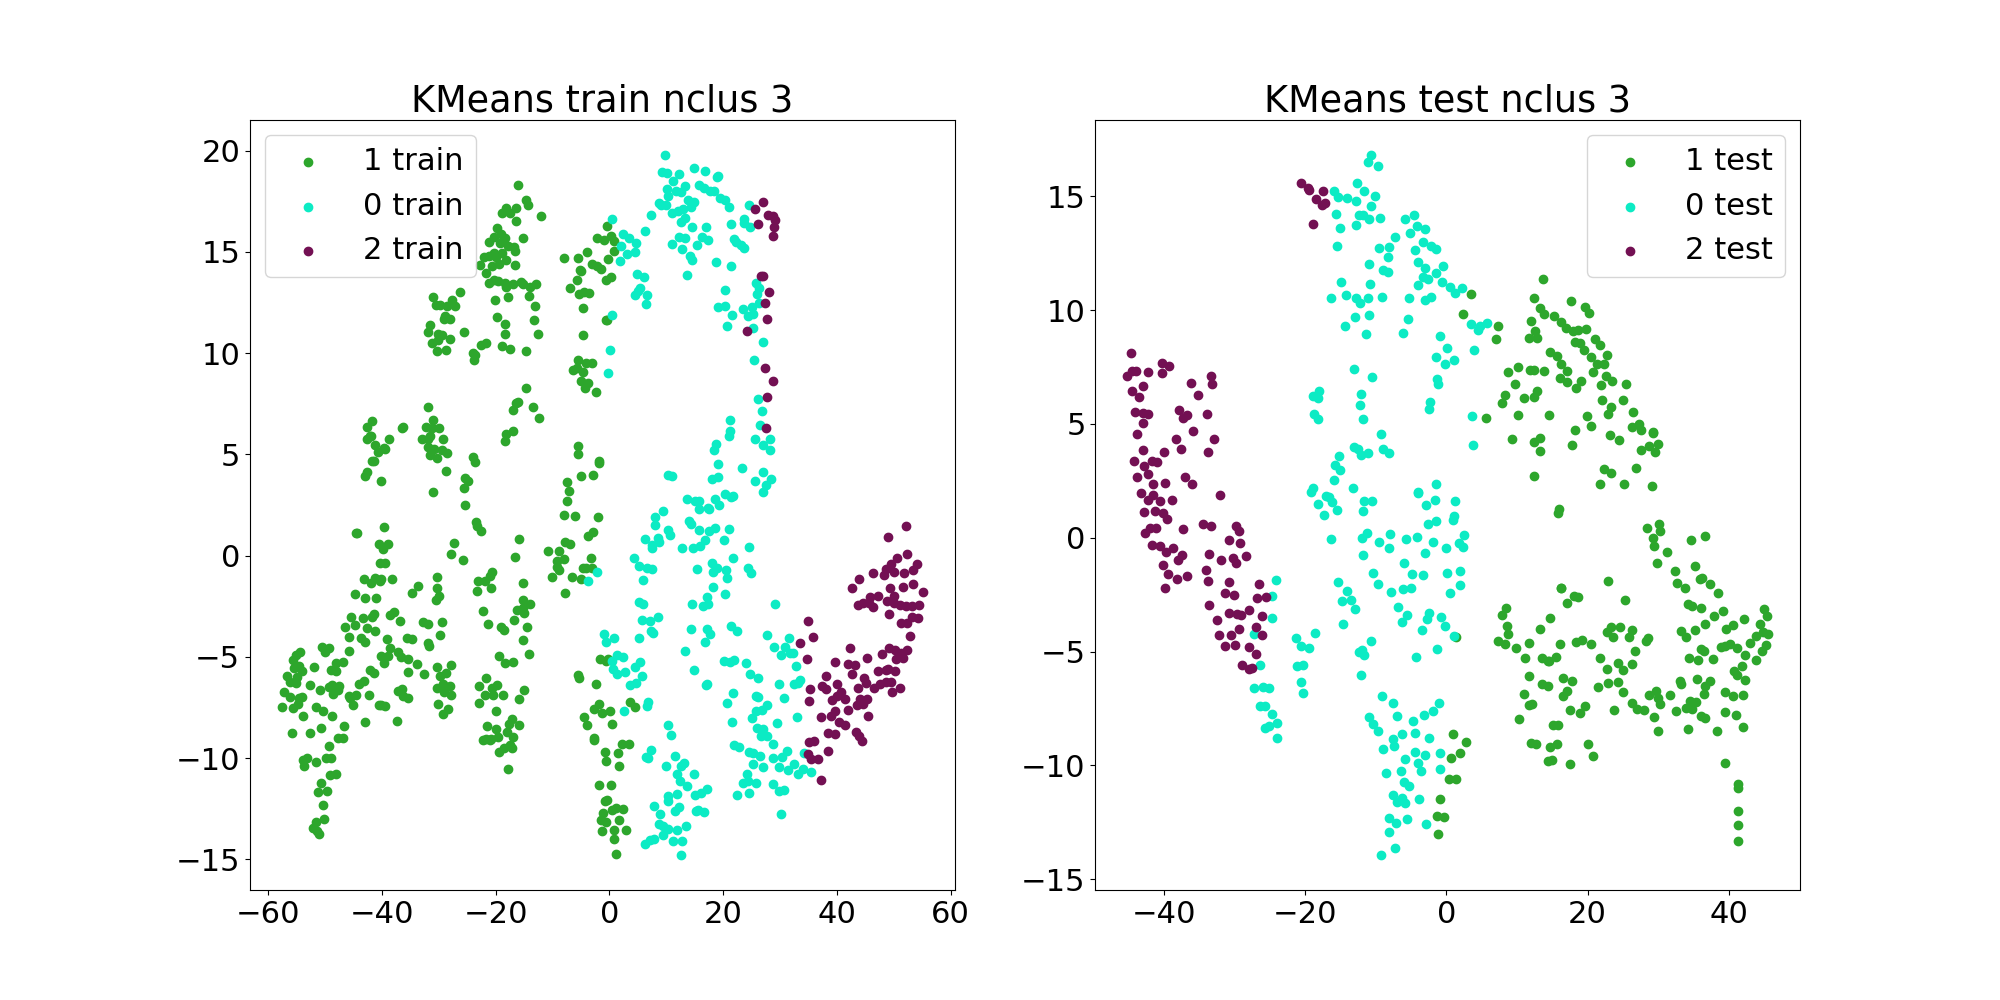 KMeans train nclus 3
1 train
0 train
2 train
20
15
10
5
0
−5
−10
−15
−60 −40 −20 0 20 40 60
KMeans test nclus 3
1 test
0 test
2 test
15
10
5
0
−5
−10
−15
−40 −20 0 20 40